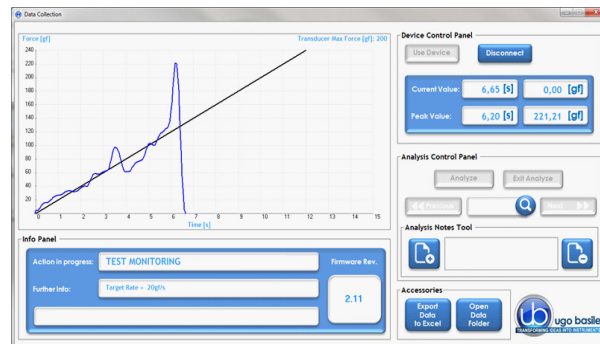 Data Collection
Force [gf]
Transducer Max Force [gf]: 200
240
220
200
180
160
140
120
100
80
60
40
20
0 1 2 3 4 5 6 7 8 9 10 11 12 13 14 15
Time [s]
Info Panel
Action in progress: TEST MONITORING
Firmware Rev.
Further Info: Target Rate = 20gf/s
2.11
Device Control Panel
Use Device Disconnect
Current Value: 6,65 [s] 0,00 [gf]
Peak Value: 6,20 [s] 221,21 [gf]
Analysis Control Panel
Analyze Exit Analyze
Previous Next
Analysis Notes Tool
Accessories
Export Data to Excel
Open Data Folder
ub ugo basile
TRANSFORMING IDEAS INTO INSTRUMENTS